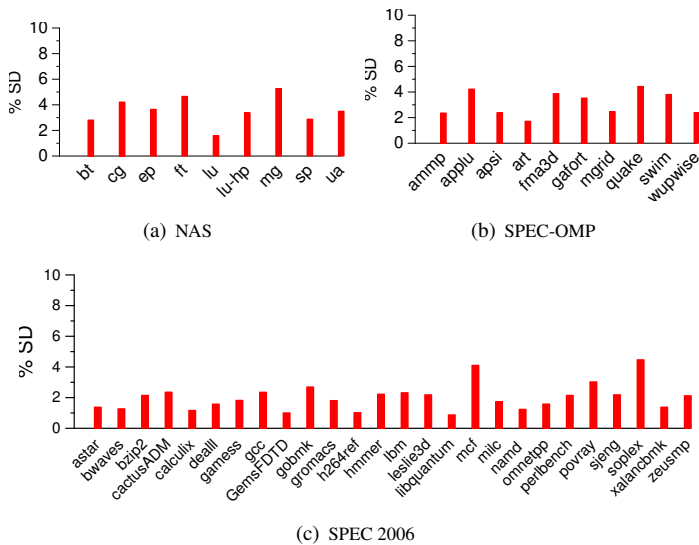 10
8
6
4
2
0
% SD
bt
cg
ep
ft
lu
lu-hp
mg
sp
ua
(a) NAS
10
8
6
4
2
0
% SD
ammp
applu
apsi
art
fma3d
gafort
mgrid
quake
swim
wupwise
(b) SPEC-OMP
10
8
6
4
2
0
% SD
astar
bwaves
bzip2
cactusADM
calculix
dealII
gamess
gcc
GemsFDTD
gobmk
gromacs
h264ref
hmmer
lbm
leslie3d
libquantum
mcf
milc
namd
omnetpp
perlbench
povray
sjeng
soplex
xalancbmk
zeusmp
(c) SPEC 2006